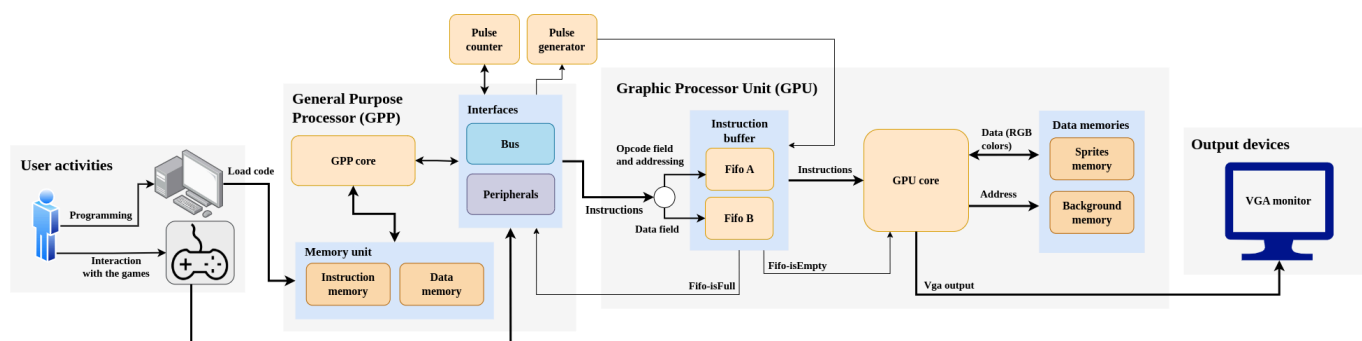 User activities
Programming
Interaction
with the games
Load code
General Purpose
Processor (GPP)
GPP core
Memory unit
Instruction
memory
Data
memory
Pulse
counter
Pulse
generator
Interfaces
Bus
Peripherals
Instructions
Graphic Processor Unit (GPU)
Opcode field
and addressing
Data field
Instruction
buffer
Fifo A
Fifo B
Fifo-isFull
Fifo-isEmpty
Instructions
GPU core
Data (RGB
colors)
Address
Vga output
Data memories
Sprites
memory
Background
memory
Output devices
VGA monitor